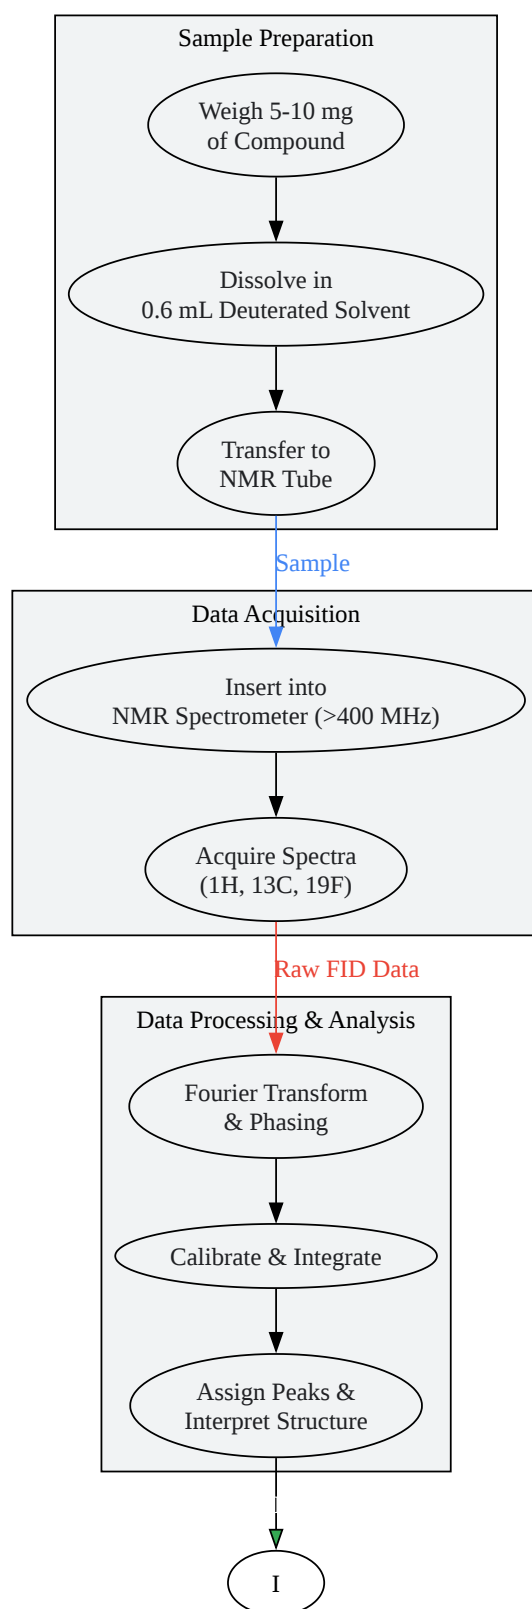 Sample Preparation
Weigh 5-10 mg
of Compound
Dissolve in
0.6 mL Deuterated Solvent
Transfer to
NMR Tube
Sample
Data Acquisition
Insert into
NMR Spectrometer (>400 MHz)
Acquire Spectra
(1H, 13C, 19F)
Raw FID Data
Data Processing & Analysis
Fourier Transform
& Phasing
Calibrate & Integrate
Assign Peaks &
Interpret Structure
I